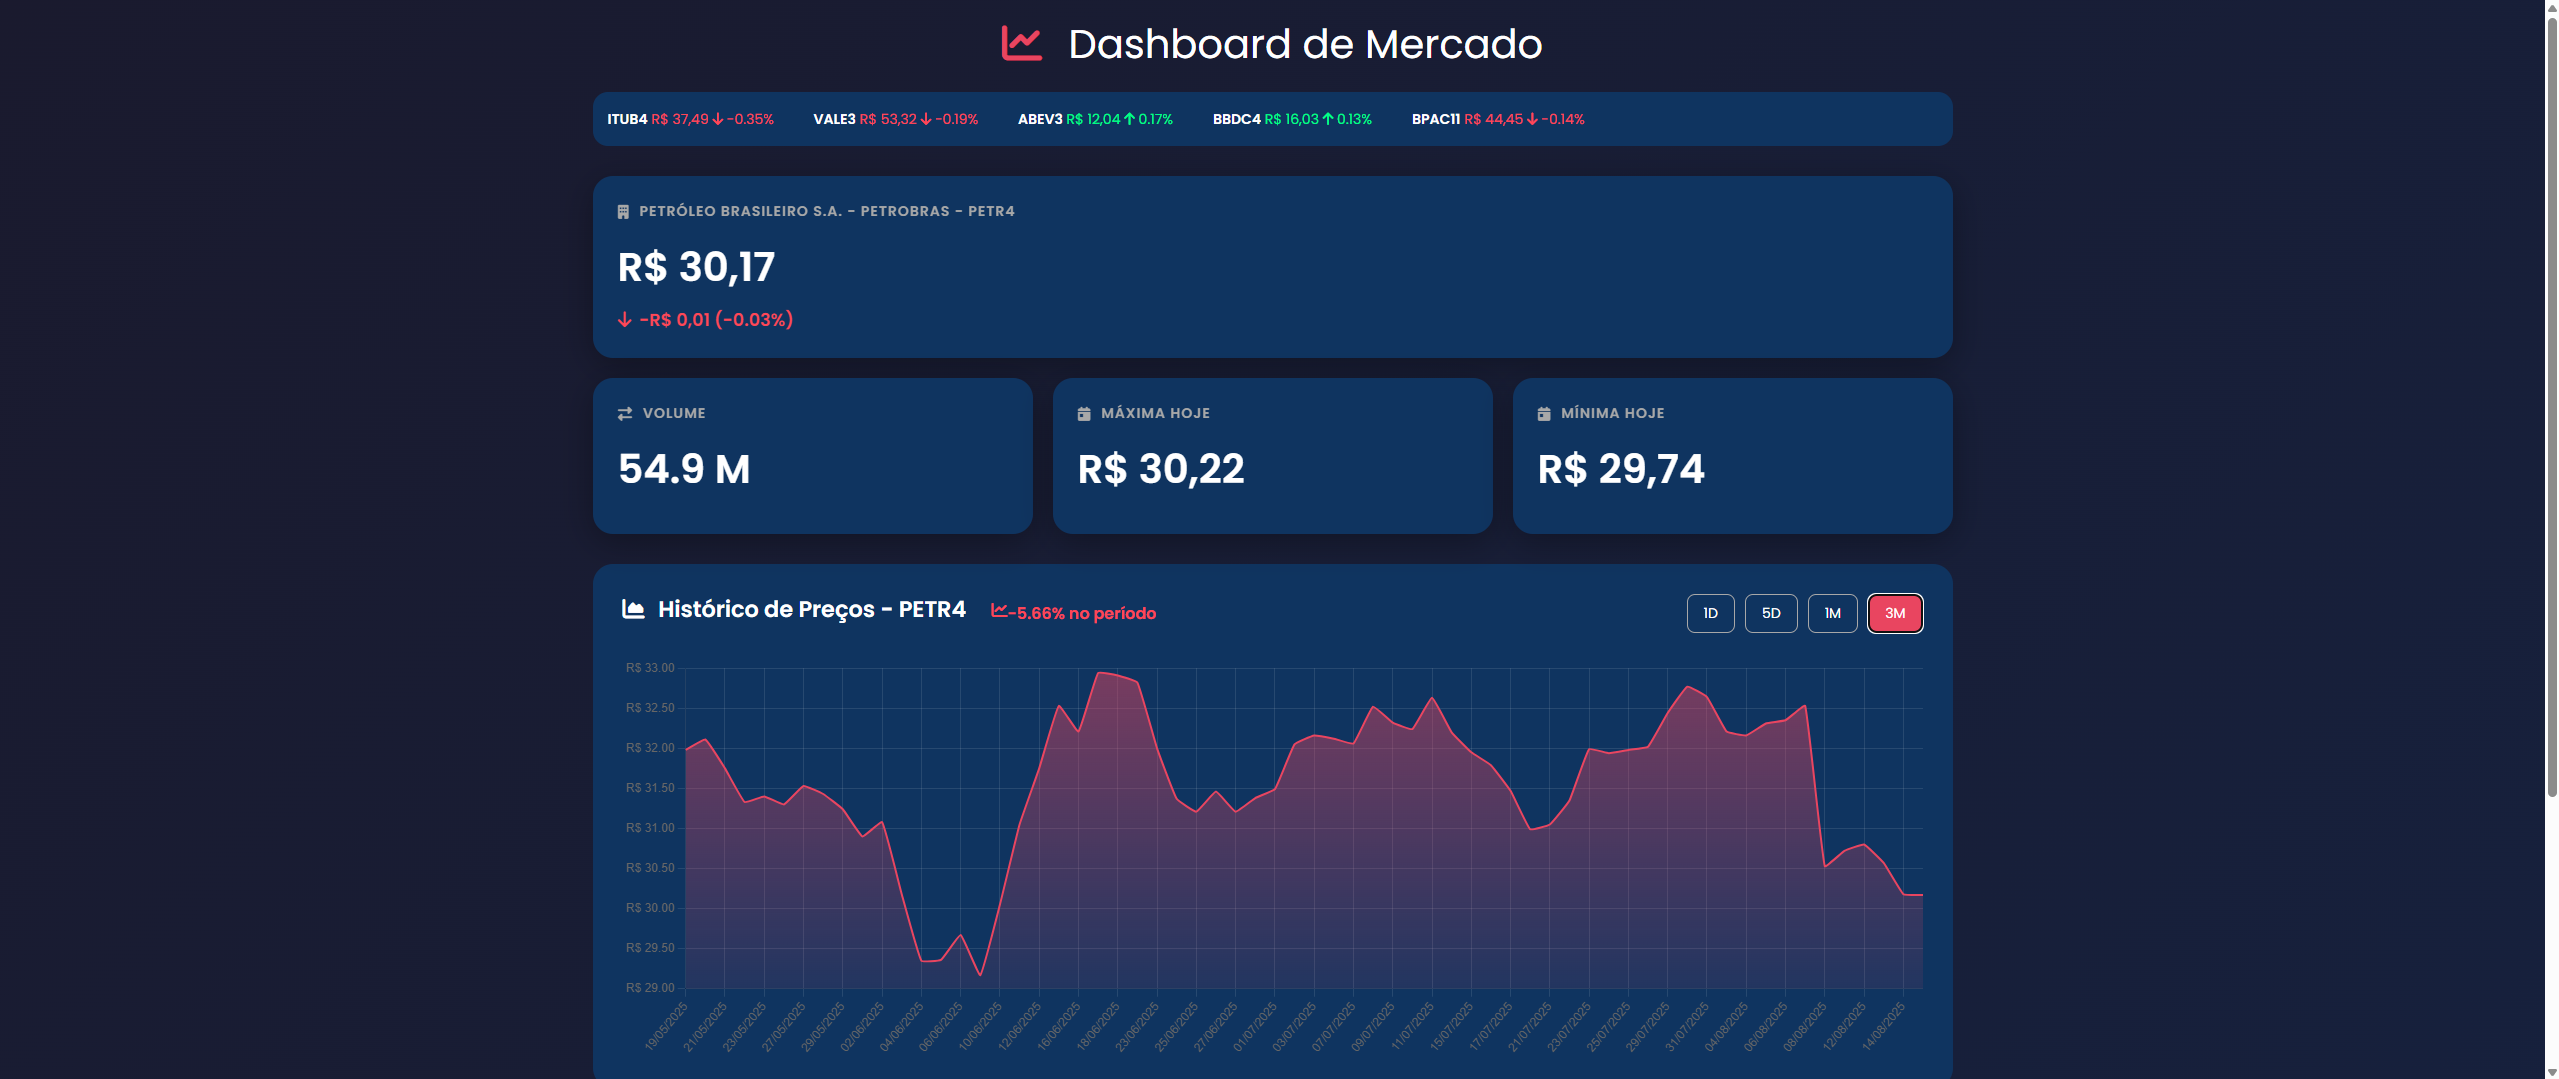 Dashboard de Mercado
ITUB4 R$ 37,49 -0.35% VALE3 R$ 53,32 -0.19% ABEV3 R$ 12,04 0.17% BBDC4 R$ 16,03 0.13% BPAC11 R$ 44,45 -0.14%
PETRÓLEO BRASILEIRO S.A. - PETROBRAS - PETR4
R$ 30,17
-R$ 0,01 (-0.03%)
VOLUME
54.9 M
MÁXIMA HOJE
R$ 30,22
MÍNIMA HOJE
R$ 29,74
Histórico de Preços - PETR4 -5.66% no período
1D 5D 1M 3M
R$ 33.00
R$ 32.50
R$ 32.00
R$ 31.50
R$ 31.00
R$ 30.50
R$ 30.00
R$ 29.50
R$ 29.00
19/05/2025
21/05/2025
23/05/2025
27/05/2025
29/05/2025
02/06/2025
04/06/2025
06/06/2025
10/06/2025
12/06/2025
16/06/2025
18/06/2025
23/06/2025
25/06/2025
27/06/2025
01/07/2025
03/07/2025
07/07/2025
09/07/2025
11/07/2025
15/07/2025
17/07/2025
21/07/2025
23/07/2025
25/07/2025
29/07/2025
31/07/2025
04/08/2025
06/08/2025
08/08/2025
12/08/2025
14/08/2025